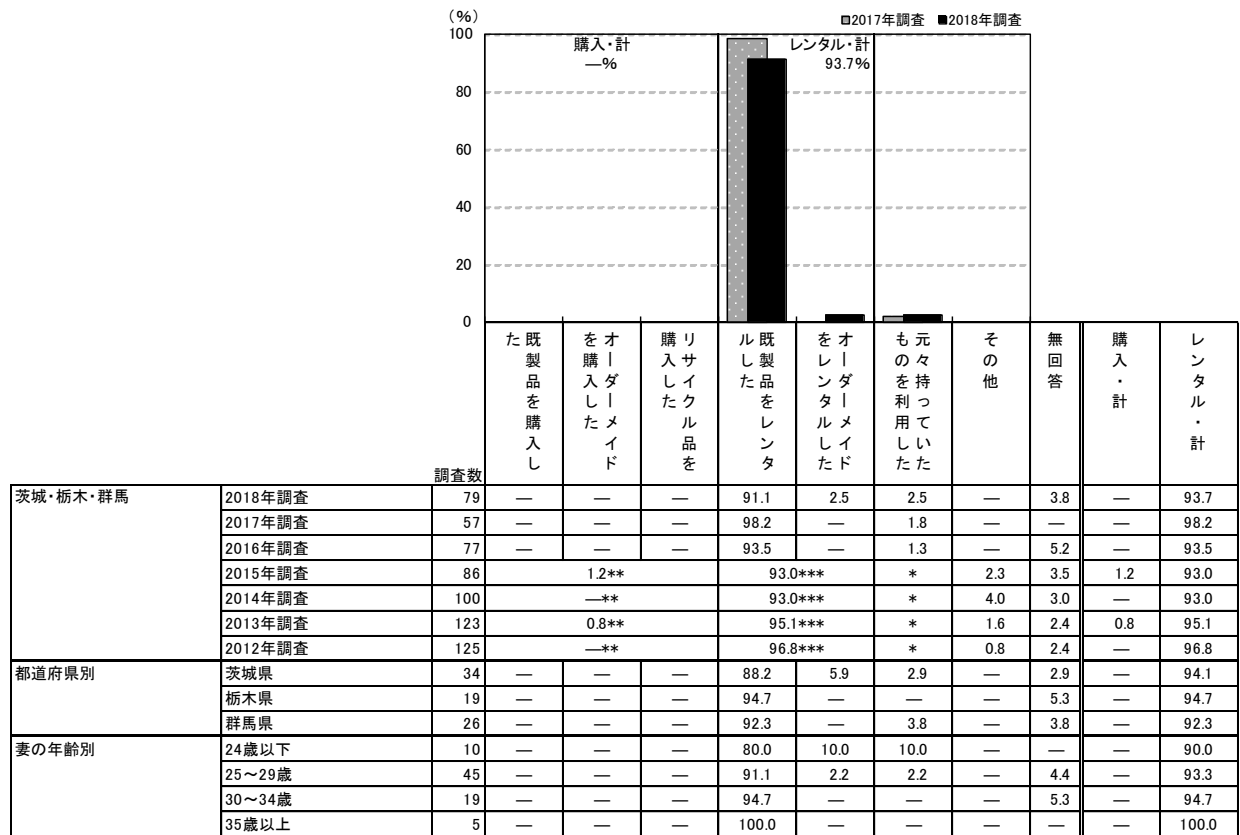 (%)
■2017年調査 ■2018年調査
購入・計
—%
レンタル・計
93.7%
100
80
60
40
20
0
既製品を購入した
オーダーメイドを購入した
リサイクル品を購入した
既製品をレンタルした
オーダーメイドをレンタルした
元々持っていたものを利用した
その他
無回答
購入・計
レンタル・計
調査数
茨城・栃木・群馬 2018年調査 79 — — — 91.1 2.5 2.5 — 3.8 — 93.7
2017年調査 57 — — — 98.2 — 1.8 — — — 98.2
2016年調査 77 — — — 93.5 — 1.3 — 5.2 — 93.5
2015年調査 86 1.2** 93.0*** * 2.3 3.5 1.2 93.0
2014年調査 100 —** 93.0*** * 4.0 3.0 — 93.0
2013年調査 123 0.8** 95.1*** * 1.6 2.4 0.8 95.1
2012年調査 125 —** 96.8*** * 0.8 2.4 — 96.8
都道府県別 茨城県 34 — — — 88.2 5.9 2.9 — 2.9 — 94.1
栃木県 19 — — — 94.7 — — — 5.3 — 94.7
群馬県 26 — — — 92.3 — 3.8 — 3.8 — 92.3
妻の年齢別 24歳以下 10 — — — 80.0 10.0 10.0 — — — 90.0
25～29歳 45 — — — 91.1 2.2 2.2 — 4.4 — 93.3
30～34歳 19 — — — 94.7 — — — 5.3 — 94.7
35歳以上 5 — — — 100.0 — — — — — 100.0